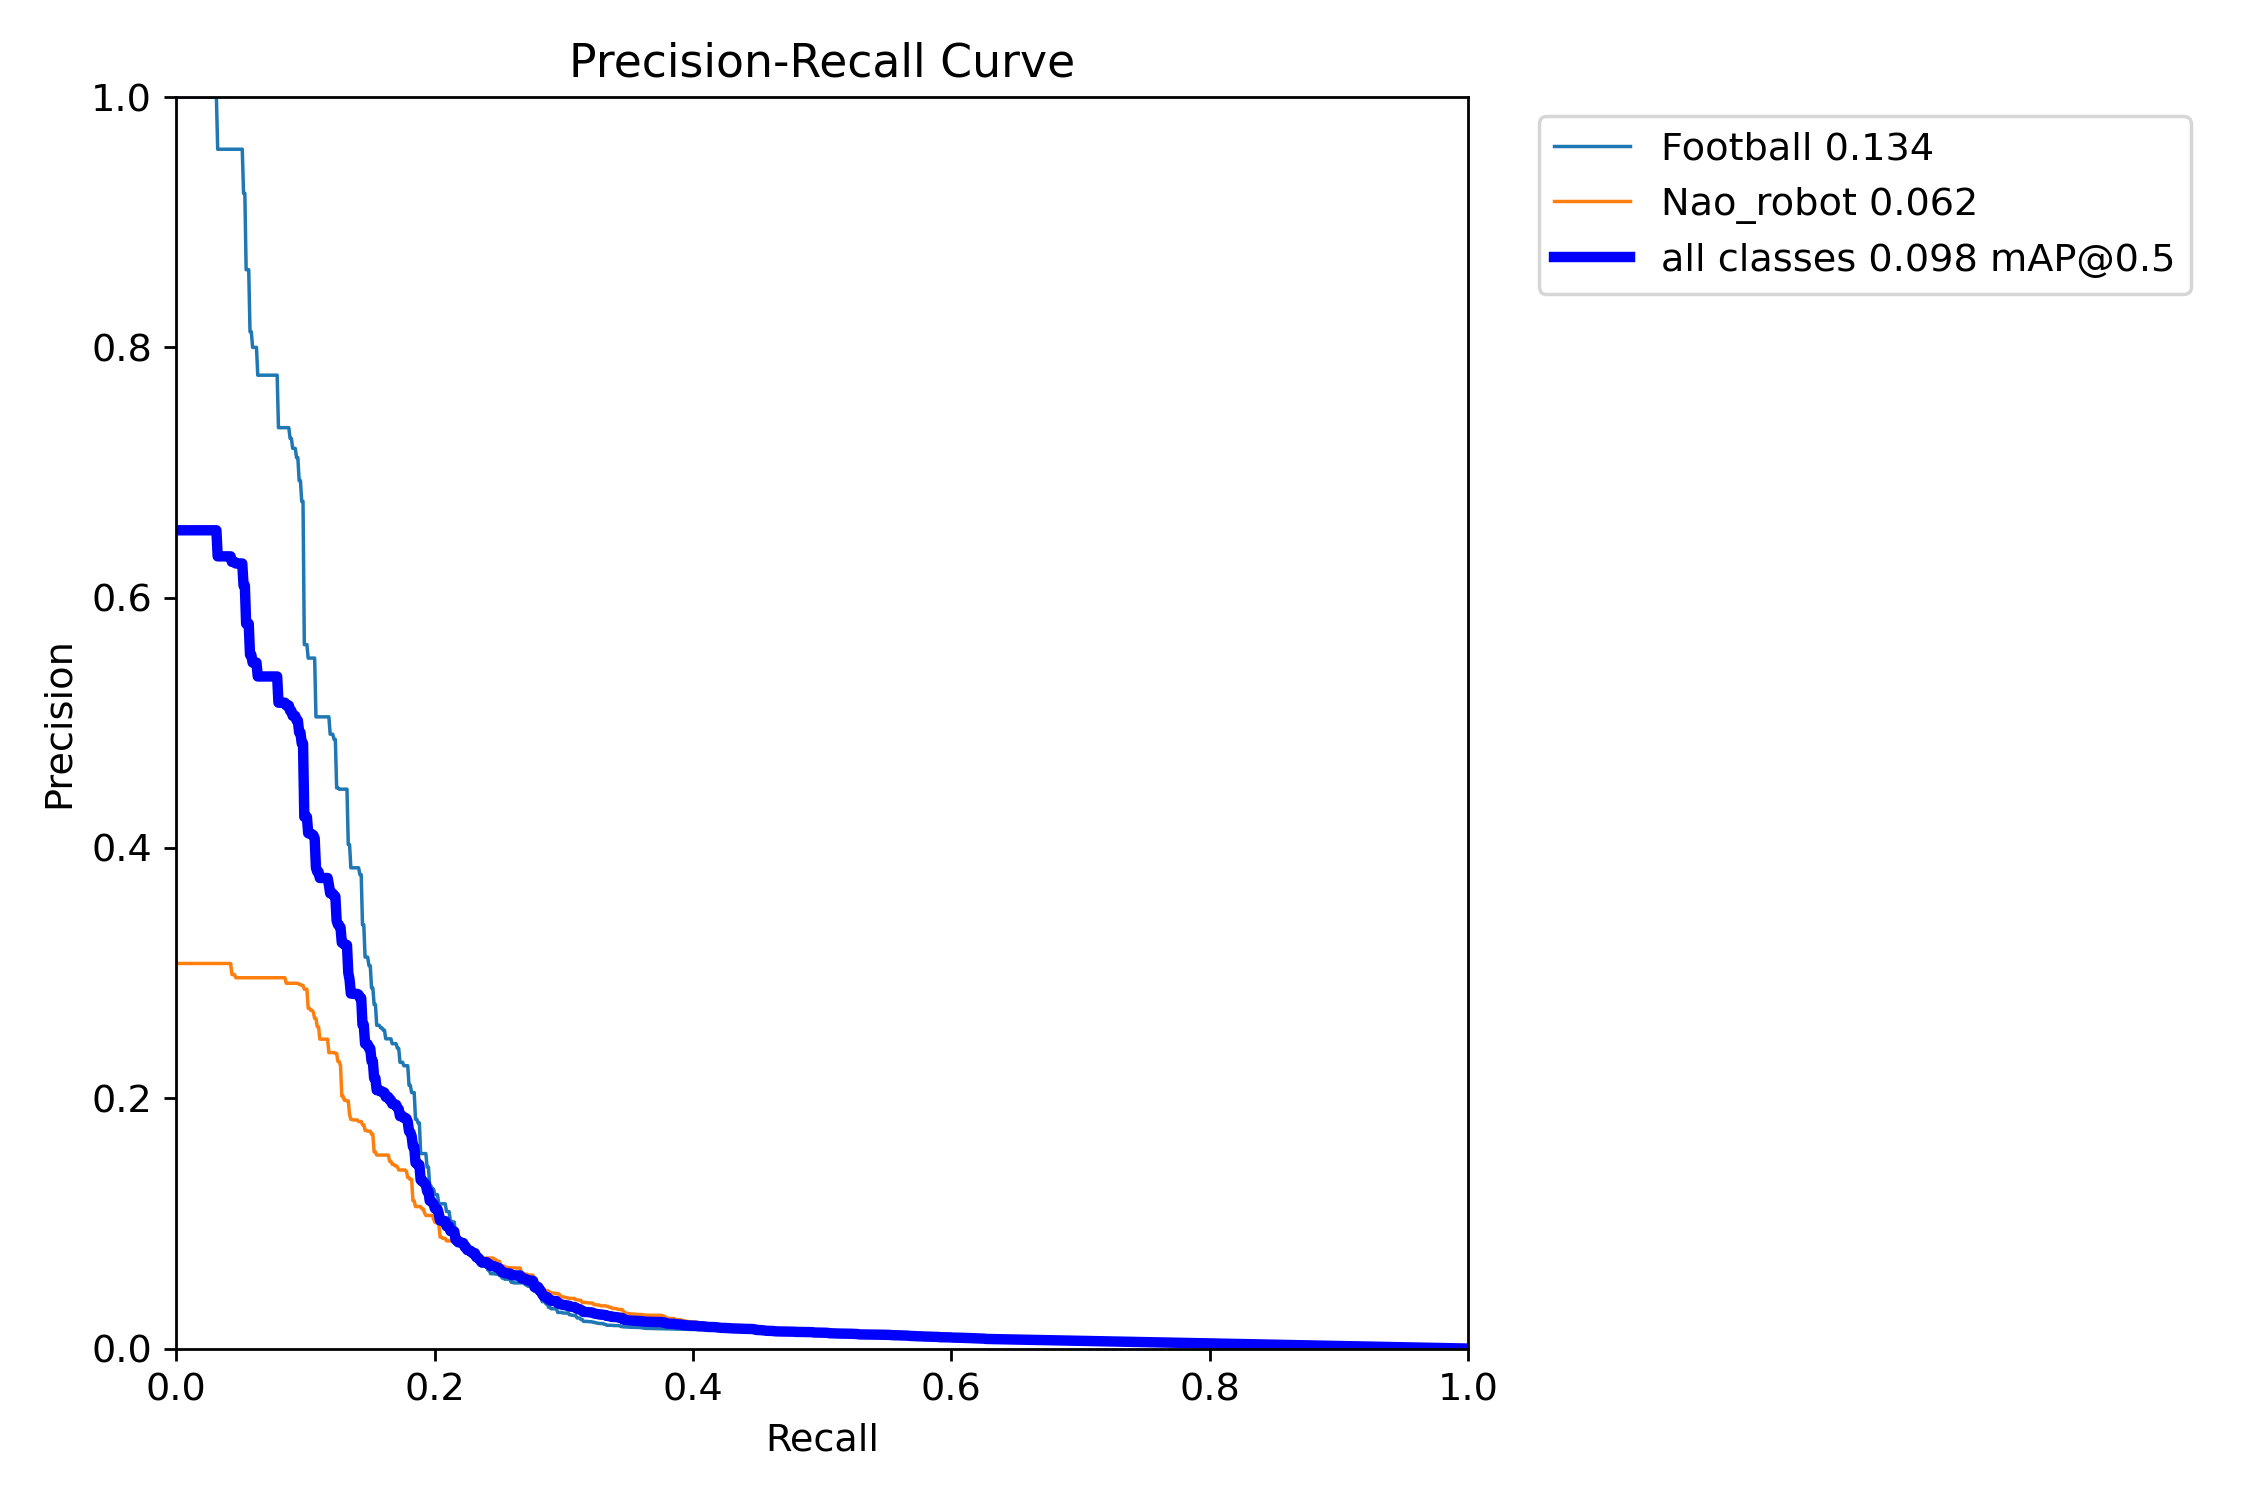 Precision-Recall Curve
1.0
0.8
0.6
0.4
0.2
0.0
Precision
0.0 0.2 0.4 0.6 0.8 1.0
Recall
Football 0.134
Nao_robot 0.062
all classes 0.098 mAP@0.5